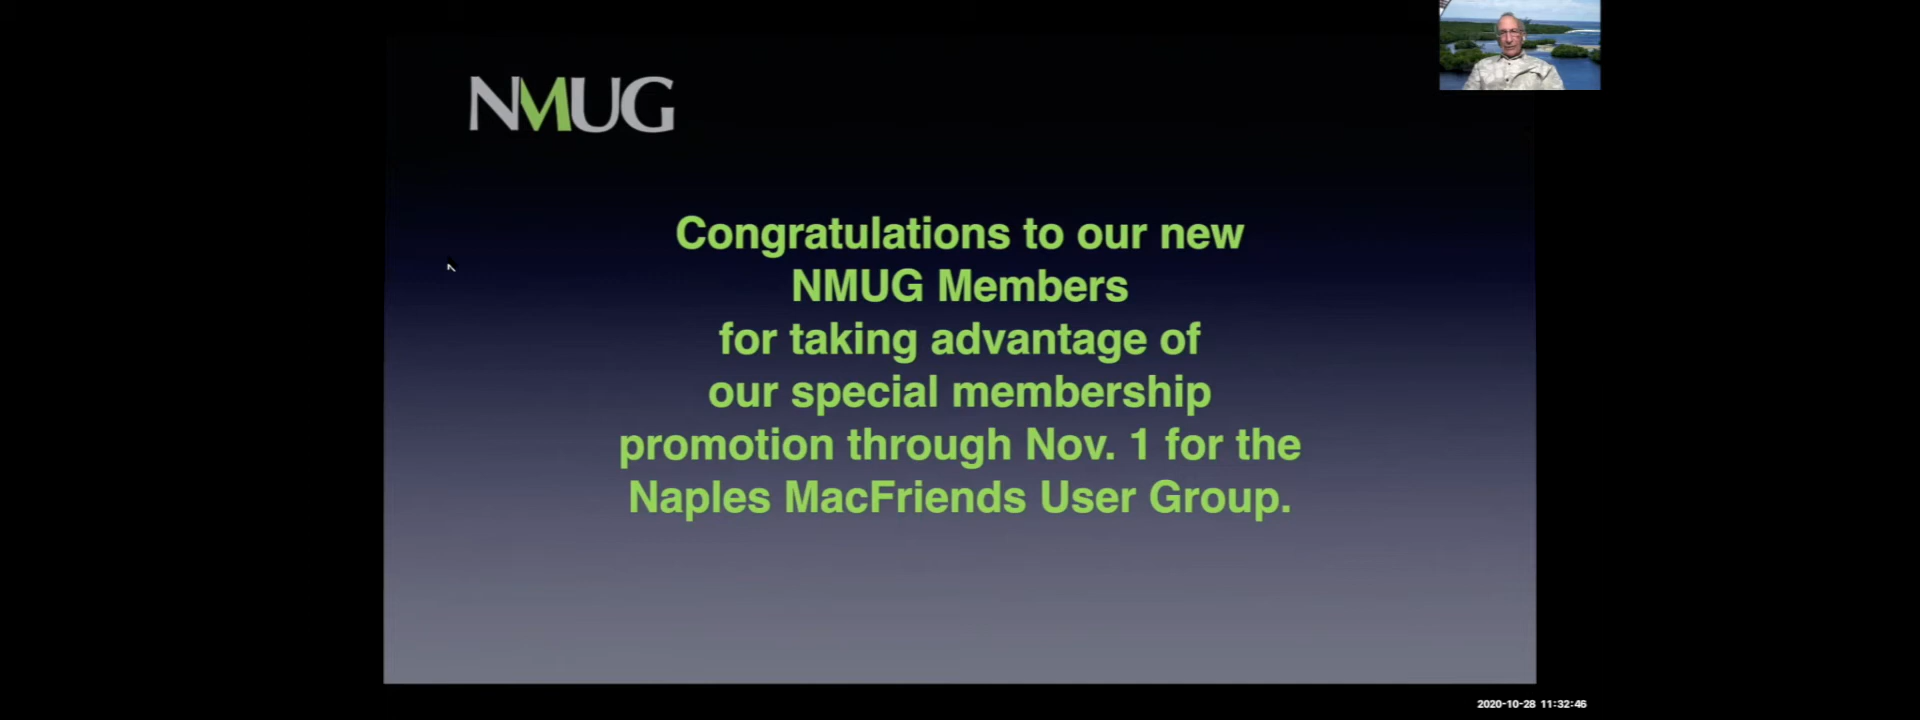 NMUG
Congratulations to our new
NMUG Members
for taking advantage of
our special membership
promotion through Nov. 1 for the
Naples MacFriends User Group.
2020-10-28 11:32:46